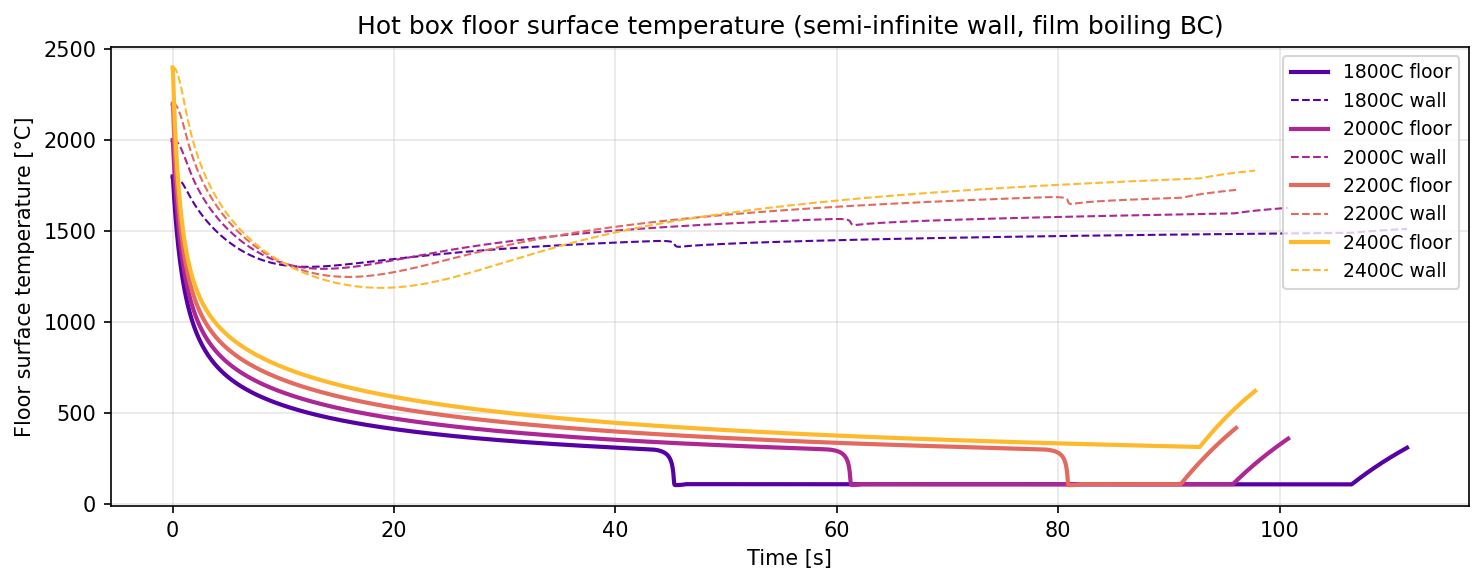 Hot box floor surface temperature (semi-infinite wall, film boiling BC)
Floor surface temperature [°C]
2500
2000
1500
1000
500
0
0
20
40
60
80
100
Time [s]
1800C floor
1800C wall
2000C floor
2000C wall
2200C floor
2200C wall
2400C floor
2400C wall